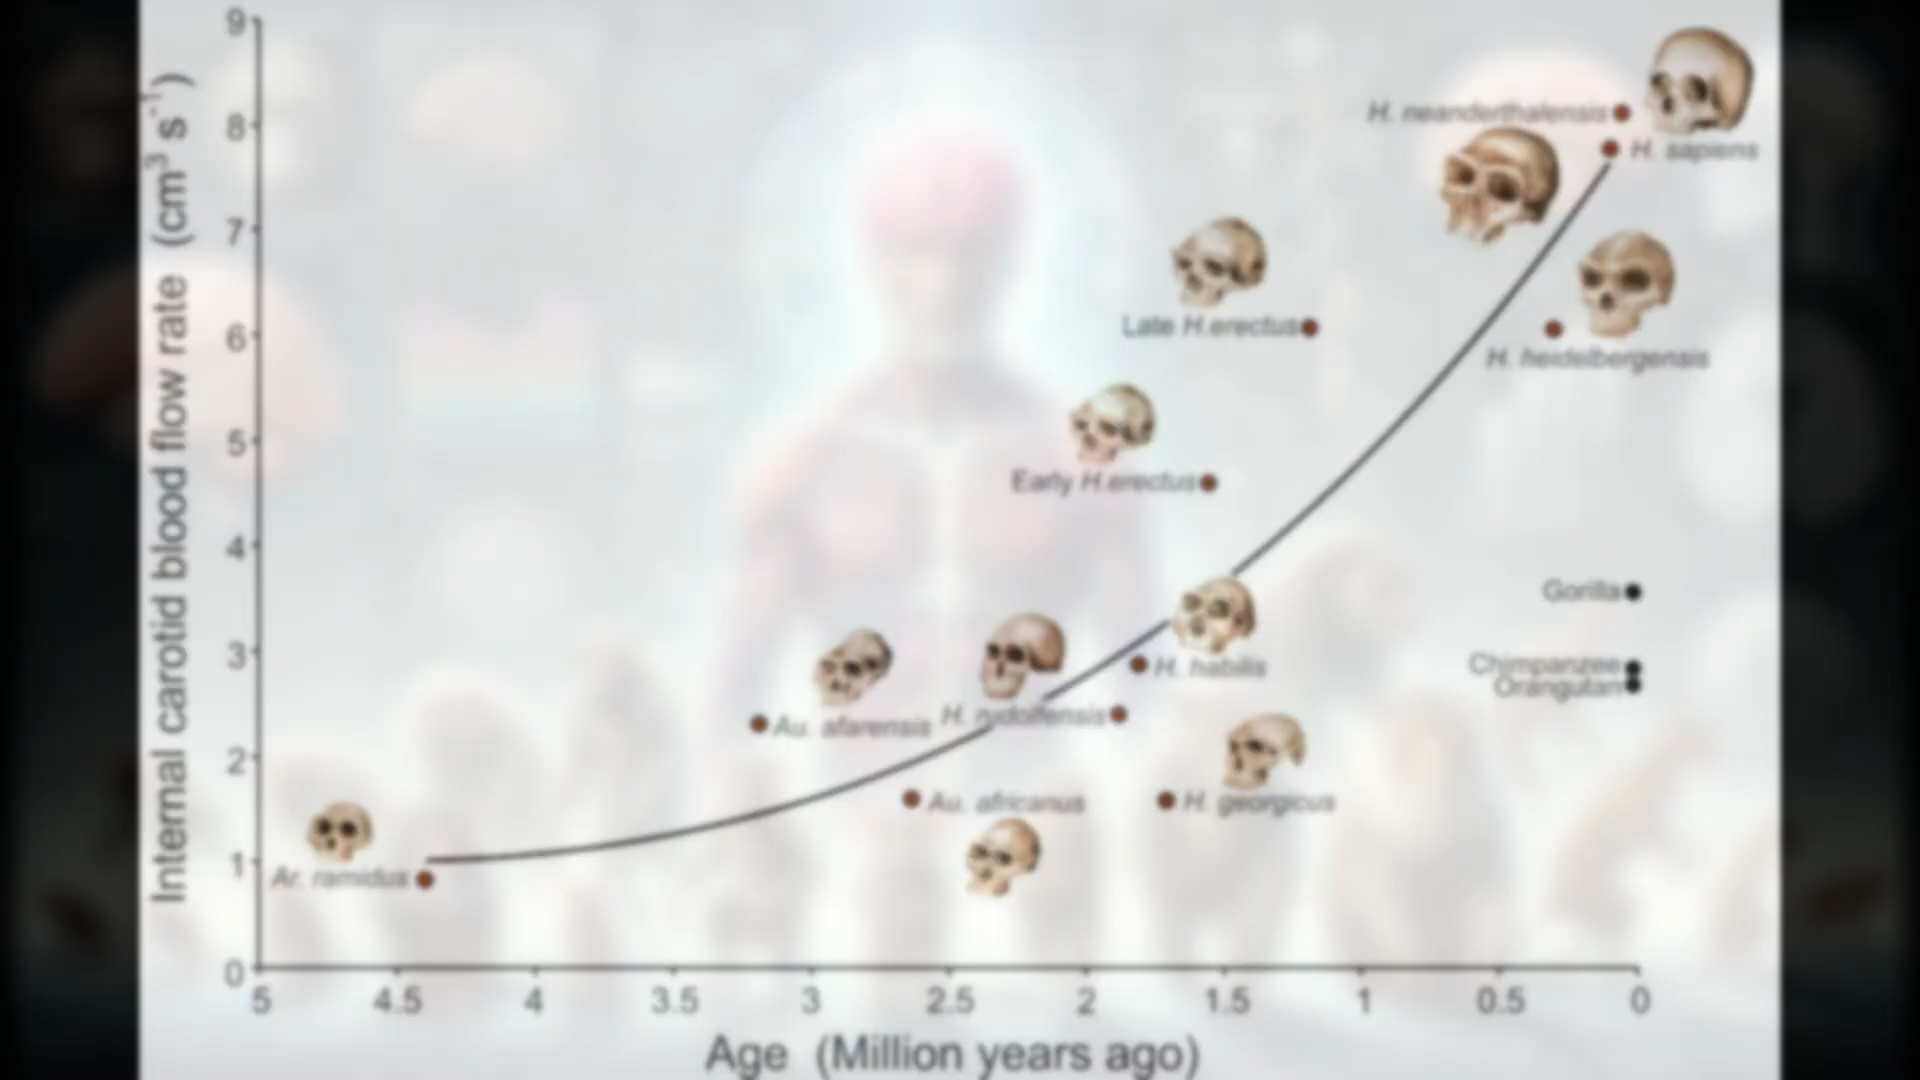 9
8
7
6
5
4
3
2
1
0
Internal carotid blood flow rate (cm³ s⁻¹)
H. neanderthalensis
H. sapiens
Late H.erectus
H. heidelbergensis
Early H.erectus
Gorilla
Chimpanzee
Orangutan
H. habilis
Au. afarensis
H. rudolfensis
Au. africanus
H. georgicus
Ar. ramidus
5 4.5 4 3.5 3 2.5 2 1.5 1 0.5 0
Age (Million years ago)